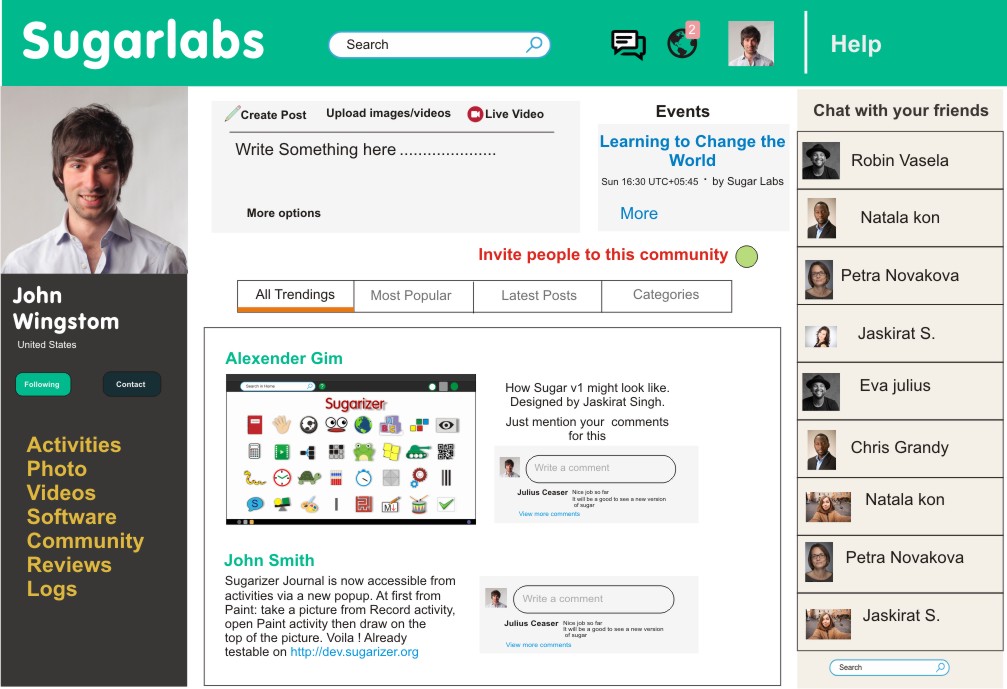 Sugarlabs
Search
2
Help
John
Wingstom
United States
Following
Contact
Activities
Photo
Videos
Software
Community
Reviews
Logs
Create Post
Upload images/videos
Live Video
Write Something here .....................
More options
Events
Learning to Change the
World
Sun 16:30 UTC+05:45 · by Sugar Labs
More
Invite people to this community
All Trendings
Most Popular
Latest Posts
Categories
Alexender Gim
Search in Home
Sugarizer
How Sugar v1 might look like.
Designed by Jaskirat Singh.
Just mention your comments
for this
Write a comment
Julius Ceaser Nice job so far
It will be a good to see a new version
of sugar
View more comments
John Smith
Sugarizer Journal is now accessible from
activities via a new popup. At first from
Paint: take a picture from Record activity,
open Paint activity then draw on the
top of the picture. Voila ! Already
testable on http://dev.sugarizer.org
Write a comment
Julius Ceaser Nice job so far
It will be a good to see a new version
of sugar
View more comments
Chat with your friends
Robin Vasela
Natala kon
Petra Novakova
Jaskirat S.
Eva julius
Chris Grandy
Natala kon
Petra Novakova
Jaskirat S.
Search